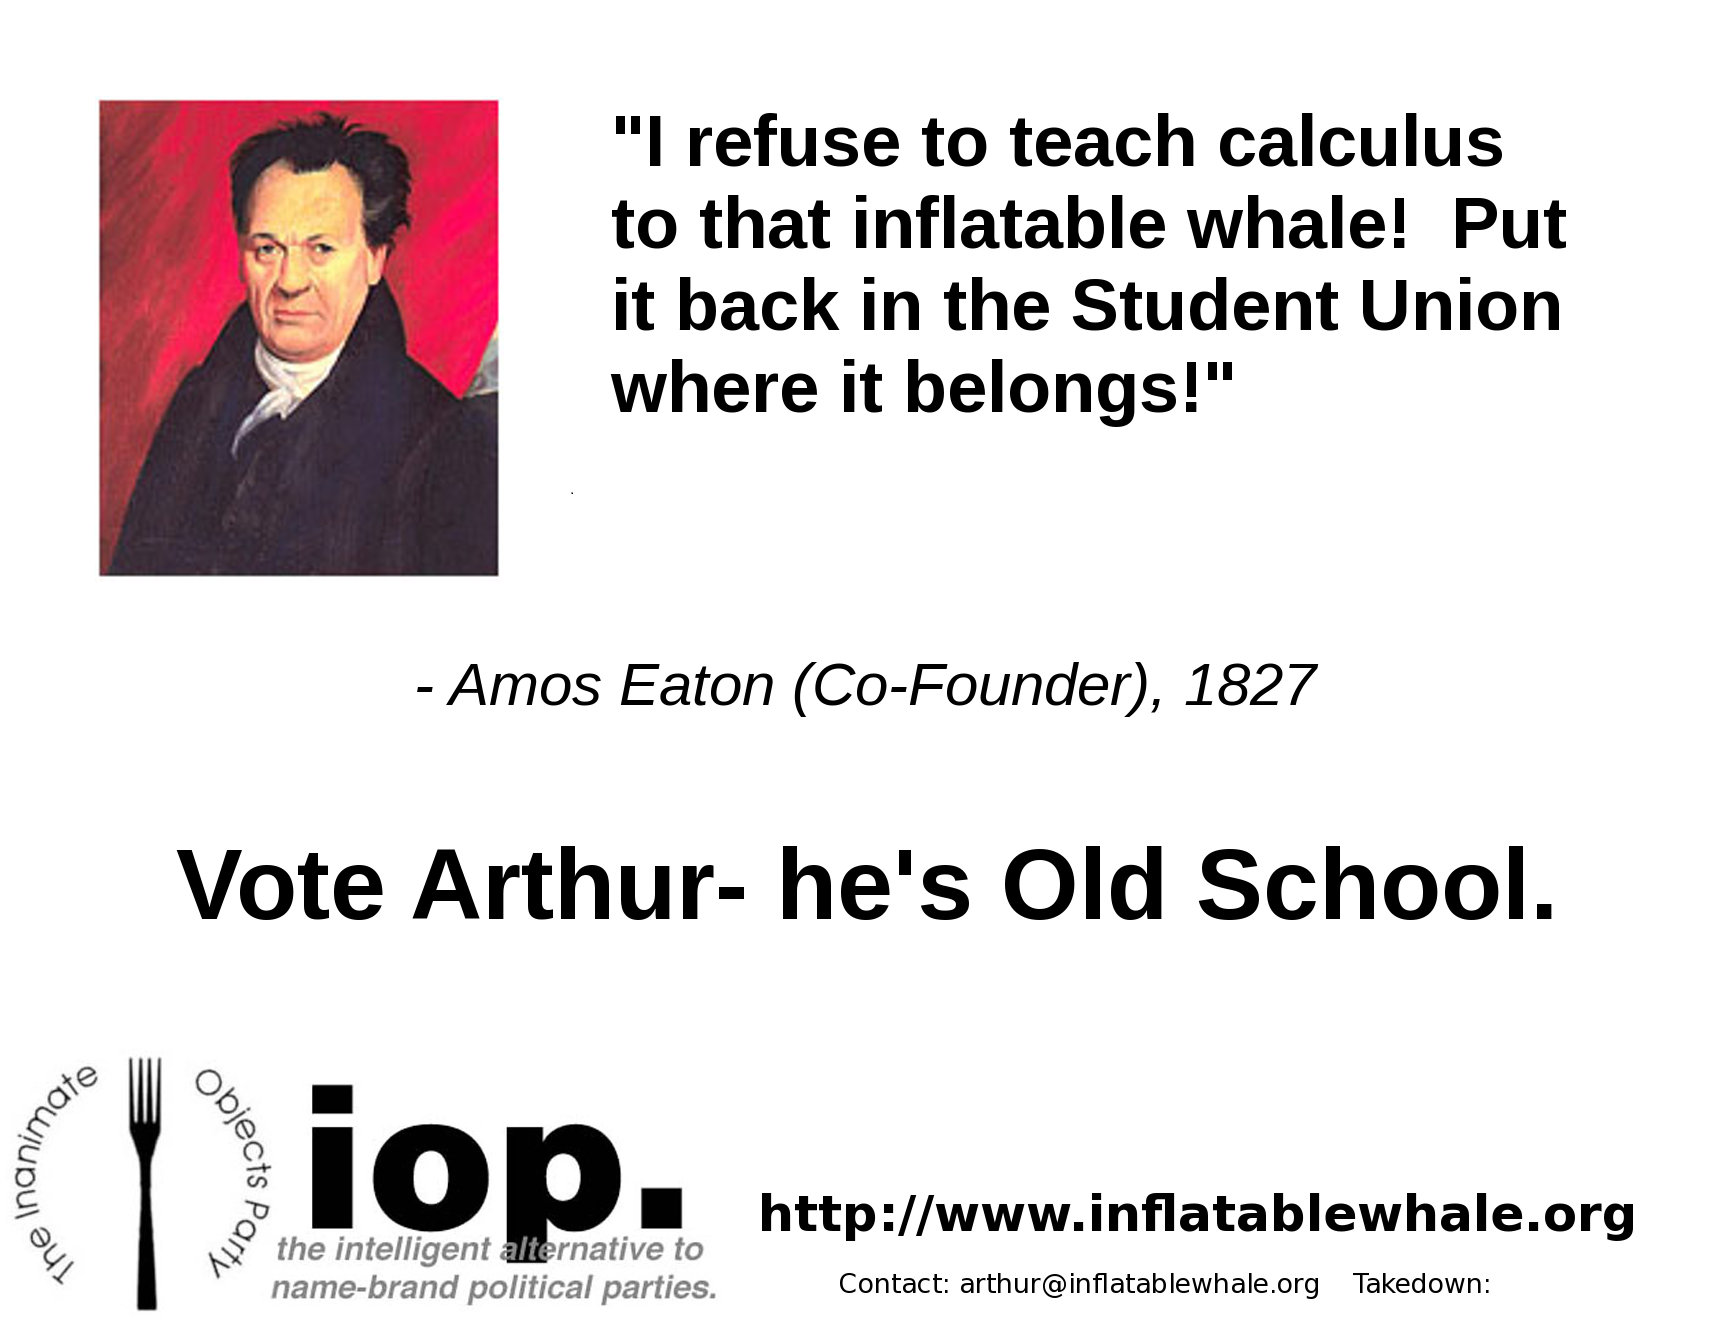 "I refuse to teach calculus
to that inflatable whale!  Put
it back in the Student Union
where it belongs!"
- Amos Eaton (Co-Founder), 1827
Vote Arthur- he's Old School.
The Inanimate Objects Party
iop.
the intelligent alternative to
name-brand political parties.
http://www.inflatablewhale.org
Contact: arthur@inflatablewhale.org    Takedown: